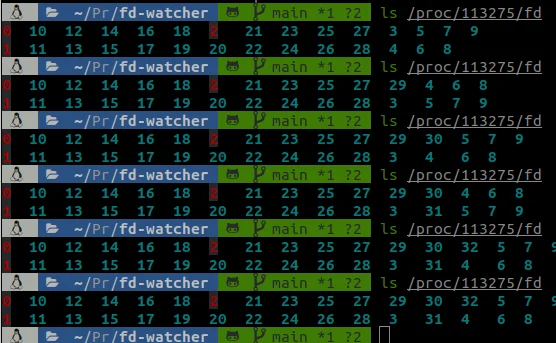 ~/Pr/fd-watcher main *1 ?2 ls /proc/113275/fd
0 10 12 14 16 18 2 21 23 25 27 3 5 7 9
1 11 13 15 17 19 20 22 24 26 28 4 6 8
~/Pr/fd-watcher main *1 ?2 ls /proc/113275/fd
0 10 12 14 16 18 2 21 23 25 27 29 4 6 8
1 11 13 15 17 19 20 22 24 26 28 3 5 7 9
~/Pr/fd-watcher main *1 ?2 ls /proc/113275/fd
0 10 12 14 16 18 2 21 23 25 27 29 30 5 7 9
1 11 13 15 17 19 20 22 24 26 28 3 4 6 8
~/Pr/fd-watcher main *1 ?2 ls /proc/113275/fd
0 10 12 14 16 18 2 21 23 25 27 29 30 4 6 8
1 11 13 15 17 19 20 22 24 26 28 3 31 5 7 9
~/Pr/fd-watcher main *1 ?2 ls /proc/113275/fd
0 10 12 14 16 18 2 21 23 25 27 29 30 32 5 7 9
1 11 13 15 17 19 20 22 24 26 28 3 31 4 6 8
~/Pr/fd-watcher main *1 ?2 ls /proc/113275/fd
0 10 12 14 16 18 2 21 23 25 27 29 30 32 5 7 9
1 11 13 15 17 19 20 22 24 26 28 3 31 4 6 8
~/Pr/fd-watcher main *1 ?2